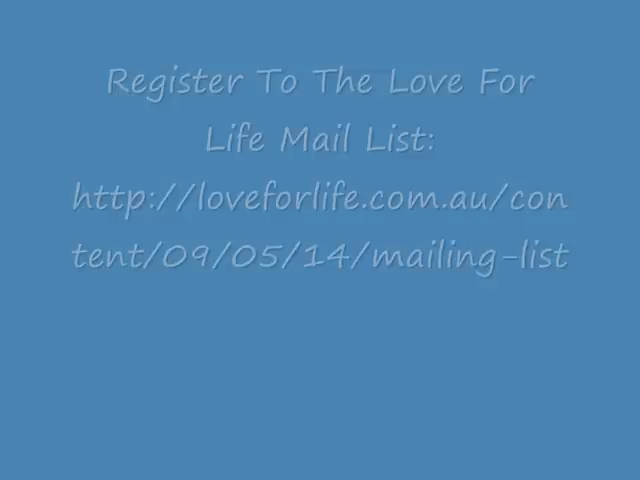 Register To The Love For
Life Mail List:
http://loveforlife.com.au/con
tent/09/05/14/mailing-list